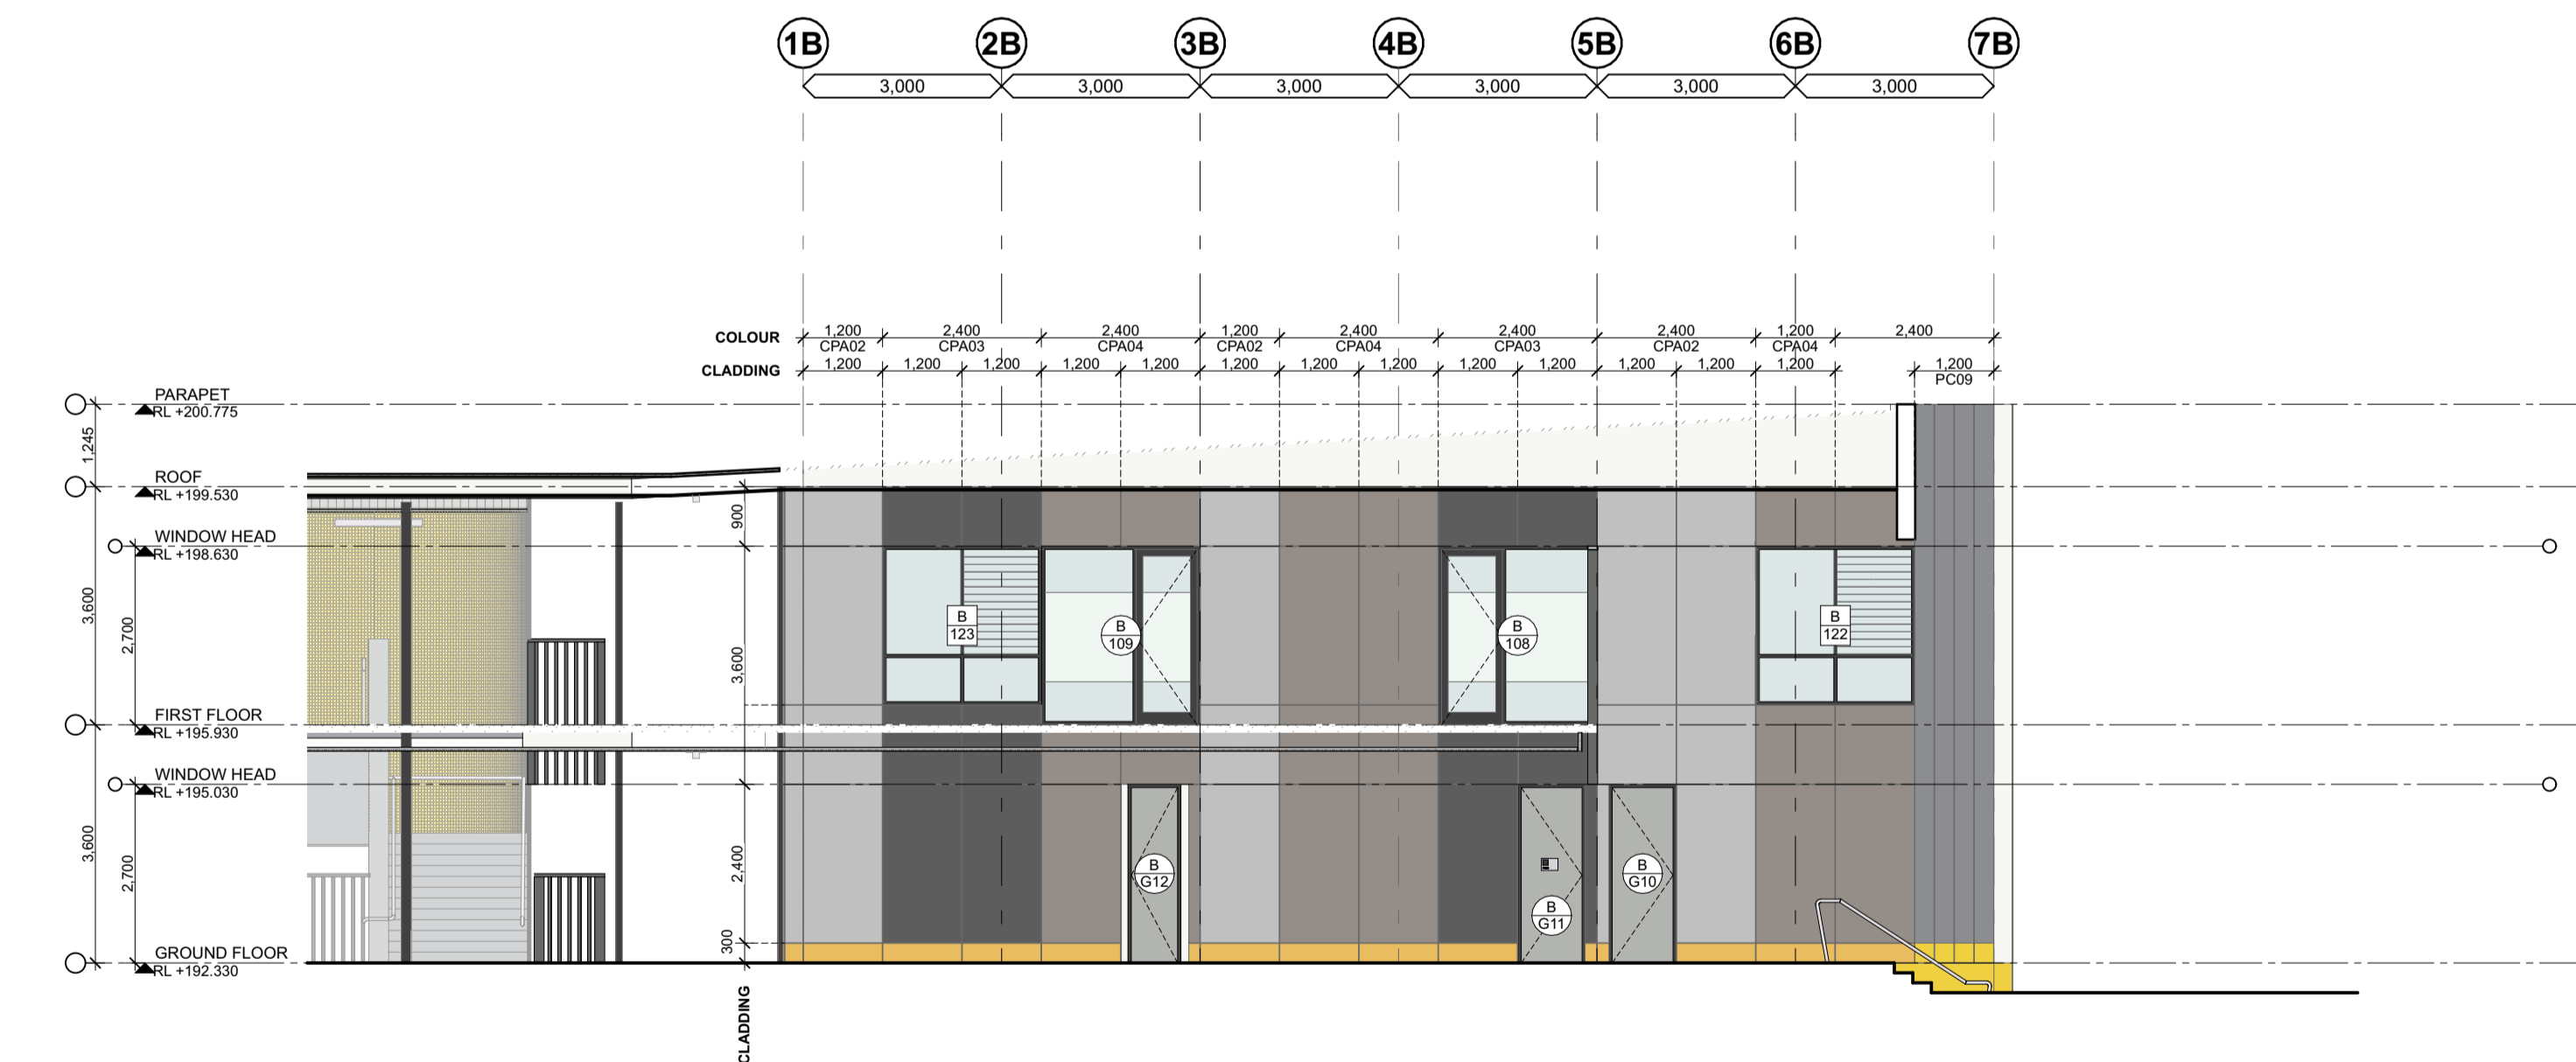 1B 2B 3B 4B 5B 6B 7B
3,000 3,000 3,000 3,000 3,000 3,000
COLOUR 1,200 2,400 2,400 1,200 2,400 2,400 2,400 1,200 2,400
CPA02 CPA03 CPA04 CPA02 CPA04 CPA03 CPA02 CPA04
CLADDING 1,200 1,200 1,200 1,200 1,200 1,200 1,200 1,200 1,200 1,200 1,200 1,200 1,200 1,200
PC09
PARAPET
RL +200.775
1,245
ROOF
RL +199.530
900
WINDOW HEAD
RL +198.630
3,600
2,700
3,600
B
123
B
109
B
108
B
122
FIRST FLOOR
RL +195.930
WINDOW HEAD
RL +195.030
3,600
2,700
2,400
B
G12
B
G11
B
G10
300
GROUND FLOOR
RL +192.330
CLADDING